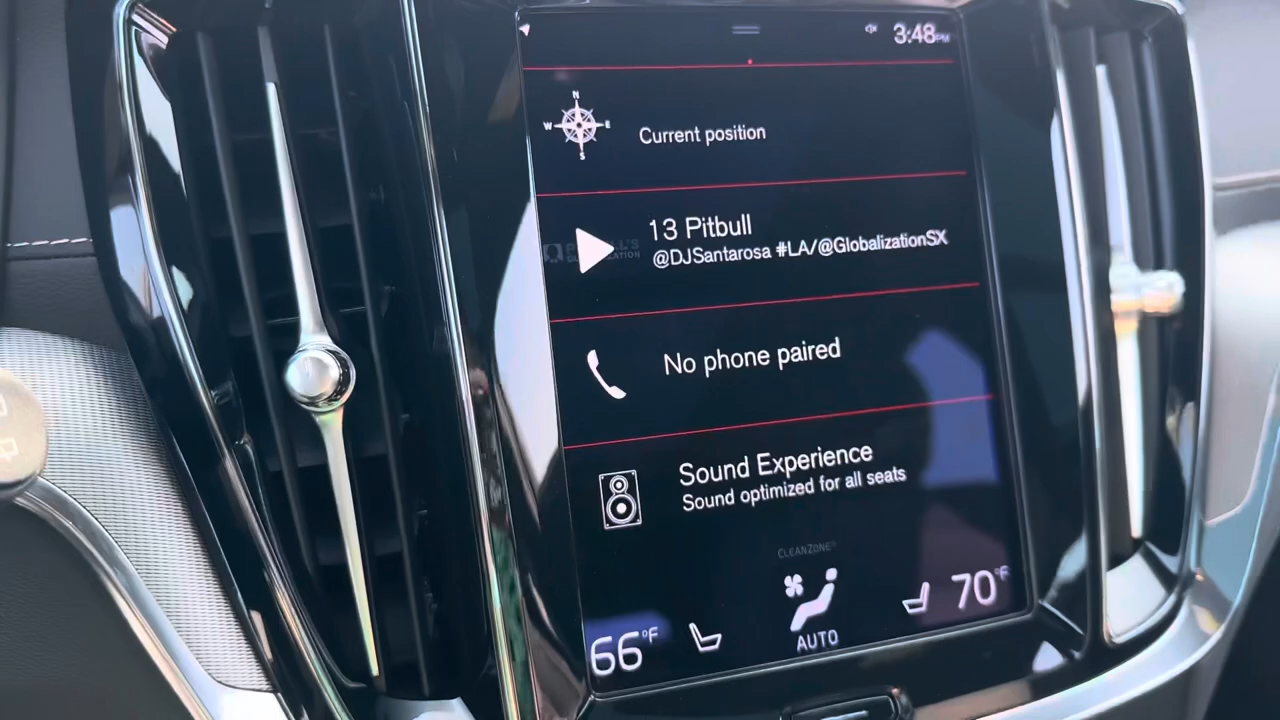 3:48PM
N
W E
S
Current position
13 Pitbull
@DJSantarosa #LA/@GlobalizationSX
No phone paired
Sound Experience
Sound optimized for all seats
CLEANZONE
66°F
AUTO
70°F